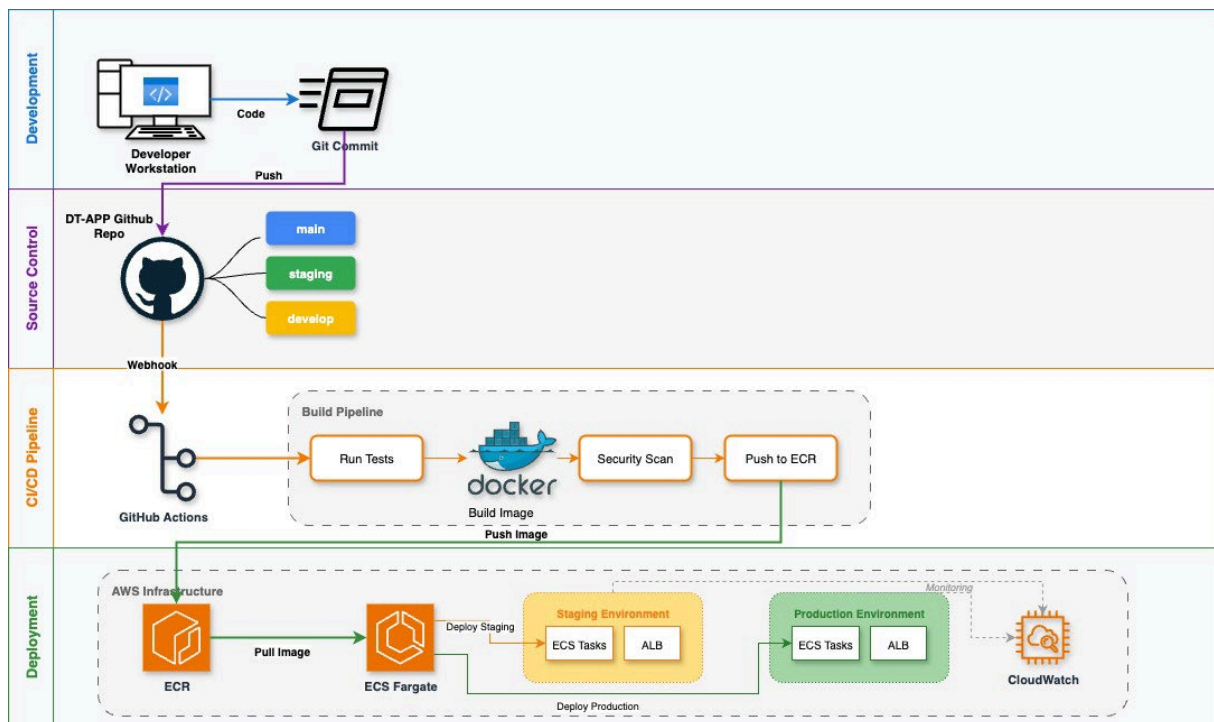 Development
Developer
Workstation
Code
Git Commit
Push
Source Control
DT-APP Github
Repo
main
staging
develop
Webhook
CI/CD Pipeline
GitHub Actions
Build Pipeline
Run Tests
docker
Build Image
Security Scan
Push to ECR
Push Image
Deployment
AWS Infrastructure
ECR
Pull Image
ECS Fargate
Deploy Staging
Staging Environment
ECS Tasks
ALB
Deploy Production
Production Environment
ECS Tasks
ALB
Monitoring
CloudWatch